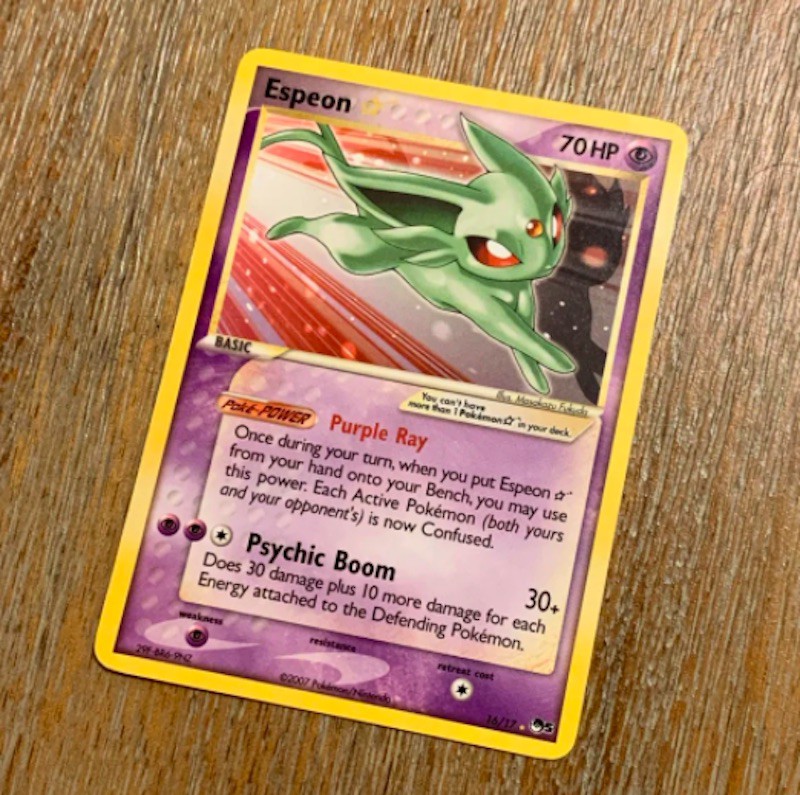 Espeon ☆
70 HP
BASIC
Illus. Masakazu Fukuda
You can't have
more than 1 Pokémon ☆ in your deck.
Poké-POWER Purple Ray
Once during your turn, when you put Espeon ☆
from your hand onto your Bench, you may use
this power. Each Active Pokémon (both yours
and your opponent's) is now Confused.
Psychic Boom 30+
Does 30 damage plus 10 more damage for each
Energy attached to the Defending Pokémon.
weakness
resistance
retreat cost
©2007 Pokémon/Nintendo
16/17